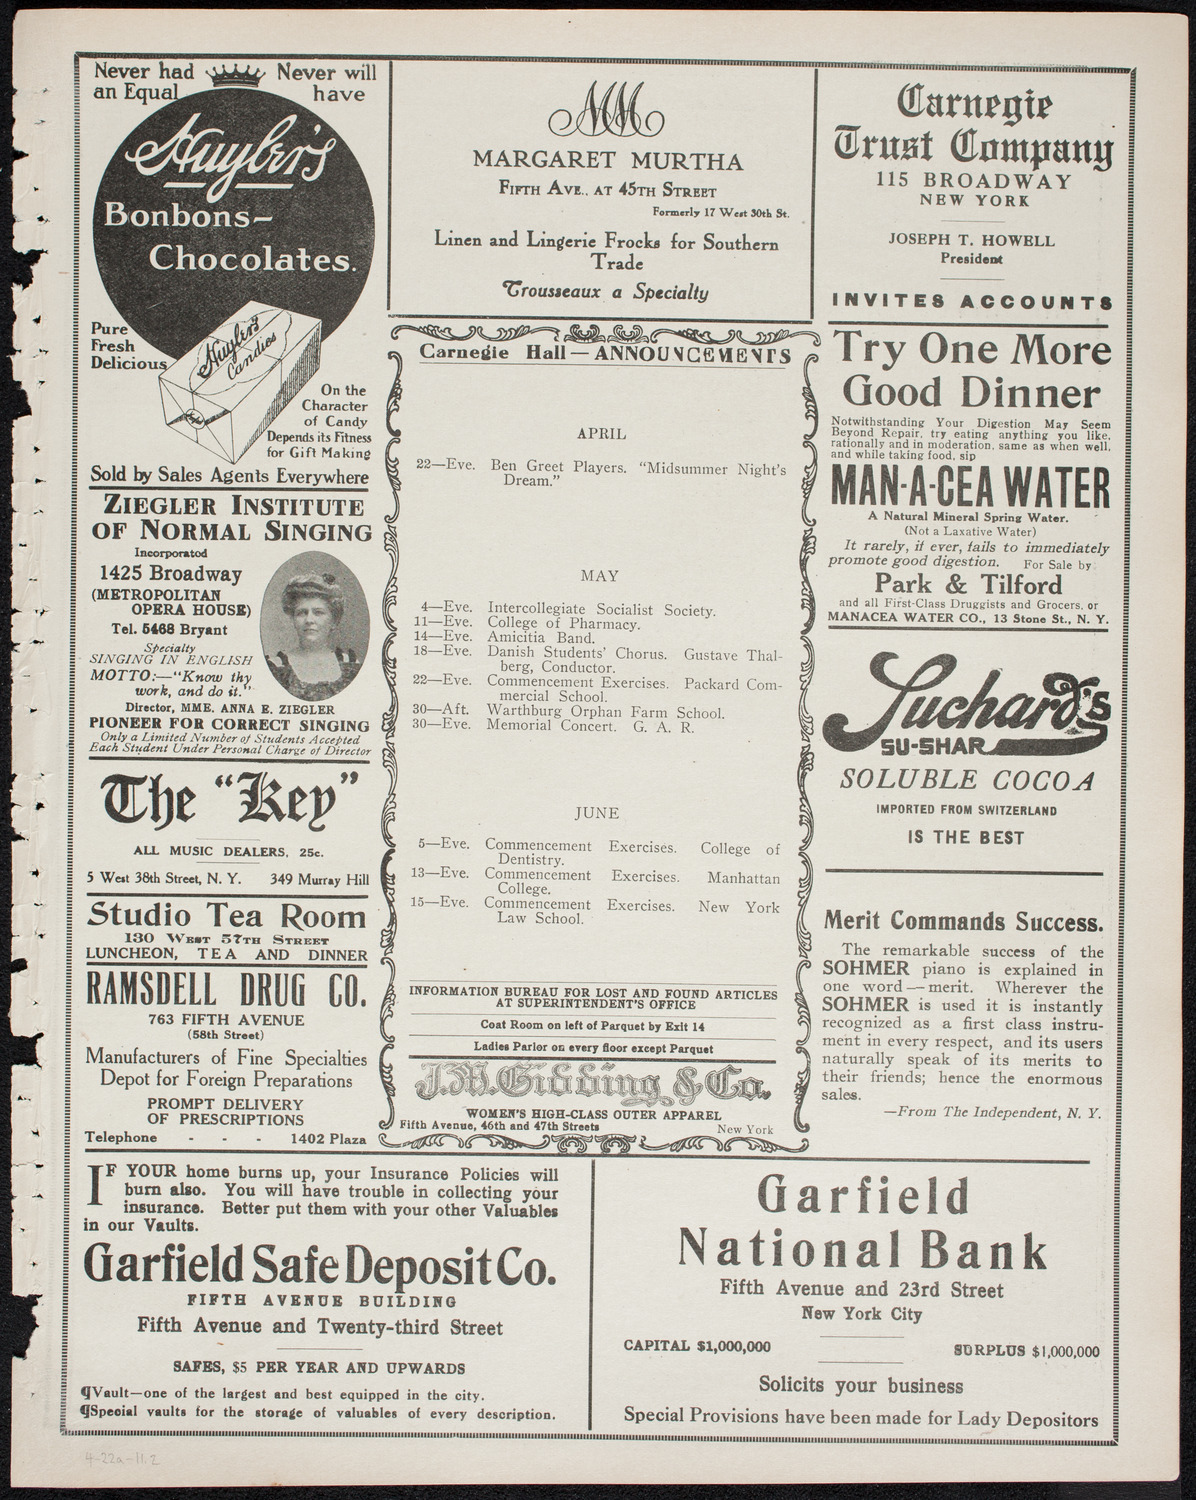 Never had Never will
an Equal have
Huyler's
Bonbons-
Chocolates.
Pure
Fresh
Delicious
Huyler's
Candies
On the
Character
of Candy
Depends its Fitness
for Gift Making
Sold by Sales Agents Everywhere
ZIEGLER INSTITUTE
OF NORMAL SINGING
Incorporated
1425 Broadway
(METROPOLITAN
OPERA HOUSE)
Tel. 5468 Bryant
Specialty
SINGING IN ENGLISH
MOTTO:—"Know thy
work, and do it."
Director, MME. ANNA E. ZIEGLER
PIONEER FOR CORRECT SINGING
Only a Limited Number of Students Accepted
Each Student Under Personal Charge of Director
The "Key"
ALL MUSIC DEALERS, 25c.
5 West 38th Street, N. Y. 349 Murray Hill
Studio Tea Room
130 WEST 57TH STREET
LUNCHEON, TEA AND DINNER
RAMSDELL DRUG CO.
763 FIFTH AVENUE
(58th Street)
Manufacturers of Fine Specialties
Depot for Foreign Preparations
PROMPT DELIVERY
OF PRESCRIPTIONS
Telephone - - - 1402 Plaza
MM
MARGARET MURTHA
FIFTH AVE., AT 45TH STREET
Formerly 17 West 30th St.
Linen and Lingerie Frocks for Southern
Trade
Trousseaux a Specialty
Carnegie Hall—ANNOUNCEMENTS
APRIL
22—Eve. Ben Greet Players. "Midsummer Night's
Dream."
MAY
4—Eve. Intercollegiate Socialist Society.
11—Eve. College of Pharmacy.
14—Eve. Amicitia Band.
18—Eve. Danish Students' Chorus. Gustave Thal-
berg, Conductor.
22—Eve. Commencement Exercises. Packard Com-
mercial School.
30—Aft. Warthburg Orphan Farm School.
30—Eve. Memorial Concert. G. A. R.
JUNE
5—Eve. Commencement Exercises. College of
Dentistry.
13—Eve. Commencement Exercises. Manhattan
College.
15—Eve. Commencement Exercises. New York
Law School.
INFORMATION BUREAU FOR LOST AND FOUND ARTICLES
AT SUPERINTENDENT'S OFFICE
Coat Room on left of Parquet by Exit 14
Ladies Parlor on every floor except Parquet
J.M. Gidding & Co.
WOMEN'S HIGH-CLASS OUTER APPAREL
Fifth Avenue, 46th and 47th Streets New York
Carnegie
Trust Company
115 BROADWAY
NEW YORK
JOSEPH T. HOWELL
President
INVITES ACCOUNTS
Try One More
Good Dinner
Notwithstanding Your Digestion May Seem
Beyond Repair, try eating anything you like,
rationally and in moderation, same as when well,
and while taking food, sip
MAN-A-CEA WATER
A Natural Mineral Spring Water.
(Not a Laxative Water)
It rarely, if ever, fails to immediately
promote good digestion. For Sale by
Park & Tilford
and all First-Class Druggists and Grocers, or
MANACEA WATER CO., 13 Stone St., N. Y.
Suchard's
SU-SHAR
SOLUBLE COCOA
IMPORTED FROM SWITZERLAND
IS THE BEST
Merit Commands Success.
The remarkable success of the
SOHMER piano is explained in
one word—merit. Wherever the
SOHMER is used it is instantly
recognized as a first class instru-
ment in every respect, and its users
naturally speak of its merits to
their friends; hence the enormous
sales.
—From The Independent, N. Y.
IF YOUR home burns up, your Insurance Policies will
burn also. You will have trouble in collecting your
insurance. Better put them with your other Valuables
in our Vaults.
Garfield Safe Deposit Co.
FIFTH AVENUE BUILDING
Fifth Avenue and Twenty-third Street
SAFES, $5 PER YEAR AND UPWARDS
¶Vault—one of the largest and best equipped in the city.
¶Special vaults for the storage of valuables of every description.
Garfield
National Bank
Fifth Avenue and 23rd Street
New York City
CAPITAL $1,000,000 SURPLUS $1,000,000
Solicits your business
Special Provisions have been made for Lady Depositors
4-22a-11.2